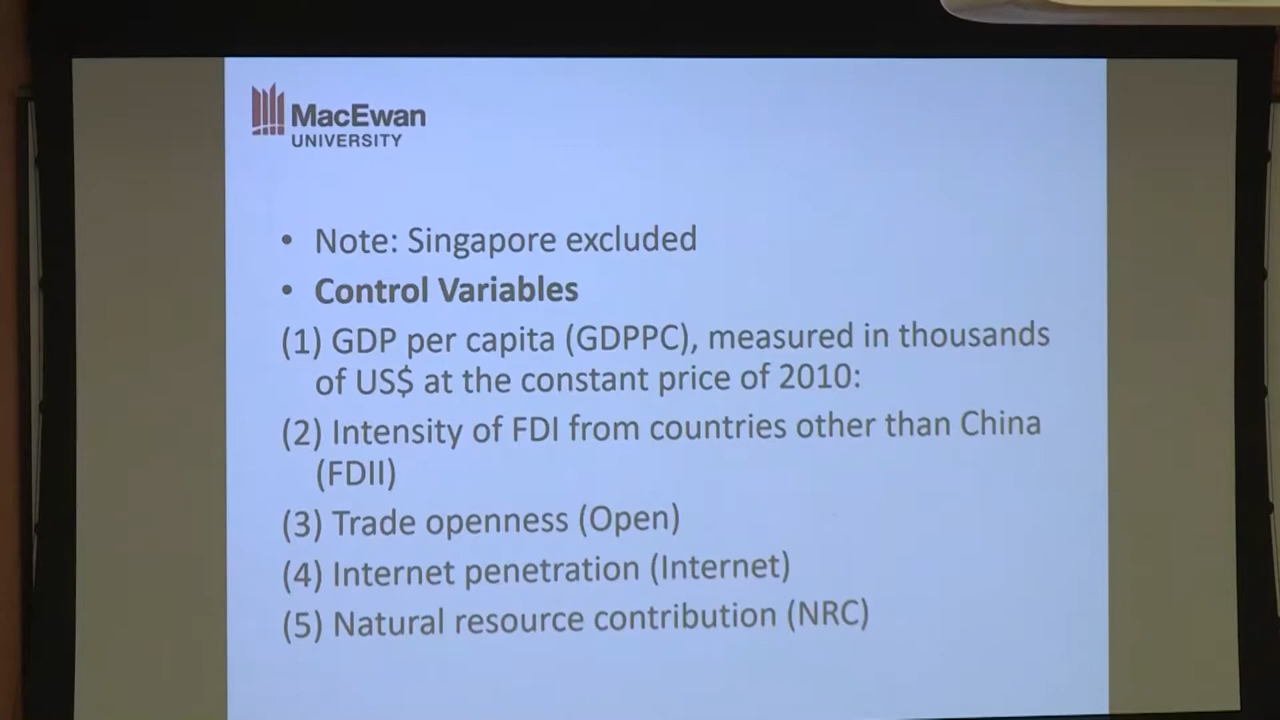 MacEwan
UNIVERSITY
• Note: Singapore excluded
• Control Variables
(1) GDP per capita (GDPPC), measured in thousands
of US$ at the constant price of 2010:
(2) Intensity of FDI from countries other than China
(FDII)
(3) Trade openness (Open)
(4) Internet penetration (Internet)
(5) Natural resource contribution (NRC)